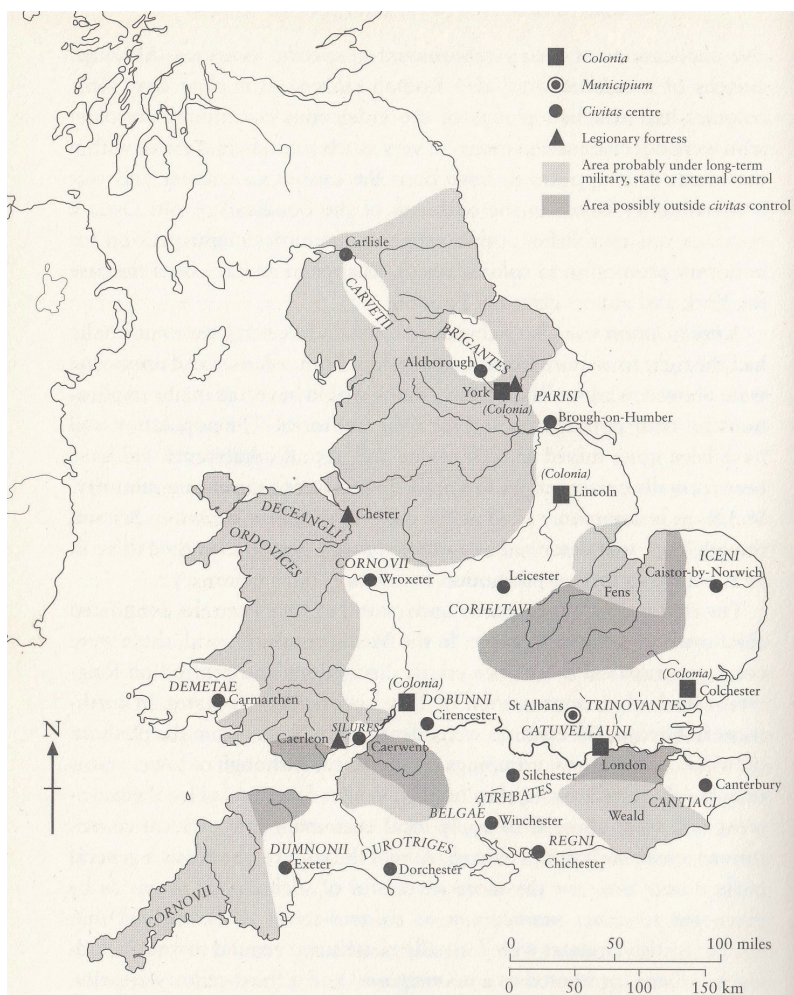 Colonia
Municipium
Civitas centre
Legionary fortress
Area probably under long-term
military, state or external control
Area possibly outside civitas control
Carlisle
CARVETII
BRIGANTES
Aldborough
York
(Colonia)
PARISI
Brough-on-Humber
(Colonia)
Lincoln
DECEANGLI
Chester
ORDOVICES
CORNOVII
Wroxeter
Leicester
CORIELTAVI
Fens
ICENI
Caistor-by-Norwich
DEMETAE
Carmarthen
(Colonia)
DOBUNNI
Cirencester
SILURES
Caerleon
Caerwent
St Albans
TRINOVANTES
(Colonia)
Colchester
CATUVELLAUNI
London
Silchester
ATREBATES
Weald
Canterbury
CANTIACI
BELGAE
Winchester
REGNI
Chichester
DUMNONII
Exeter
DUROTRIGES
Dorchester
CORNOVII
N
0 50 100 miles
0 50 100 150 km